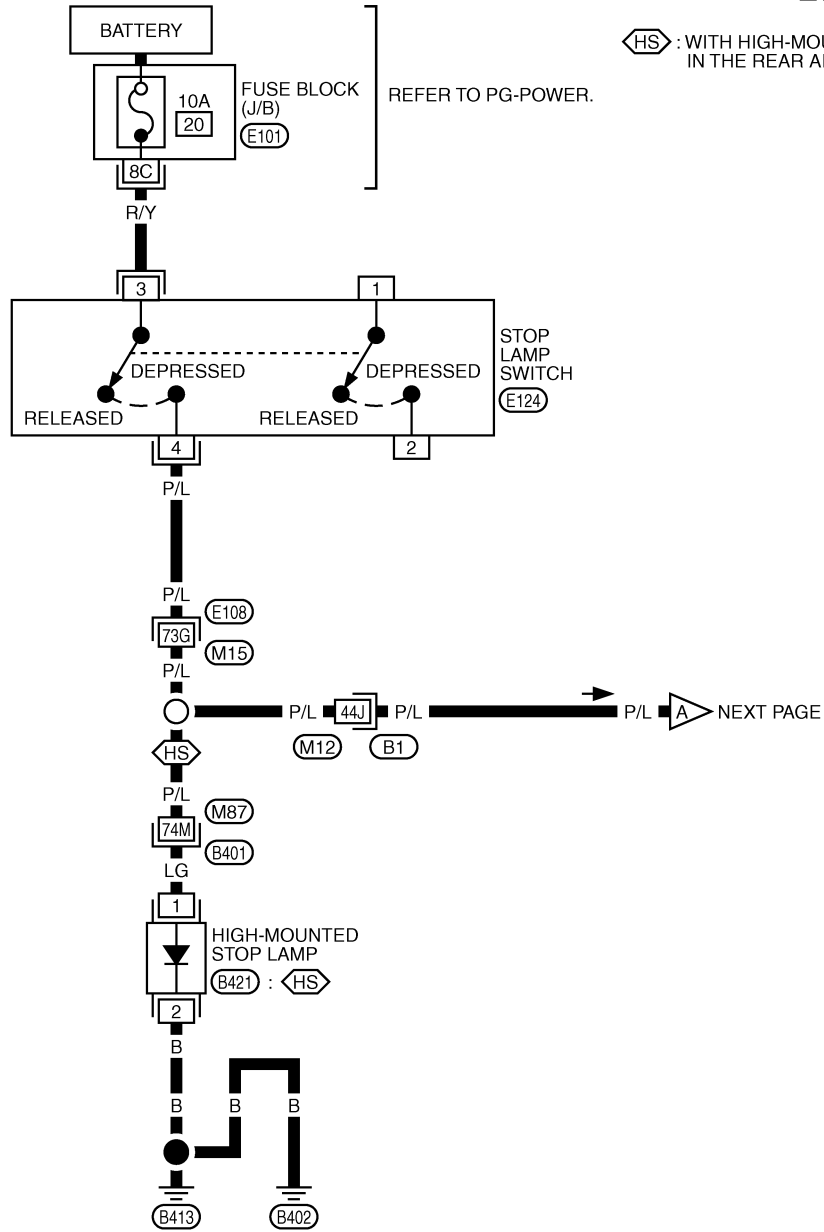 BATTERY
HS : WITH HIGH-MOU
IN THE REAR A
10A
20
FUSE BLOCK
(J/B)
E101
REFER TO PG-POWER.
8C
R/Y
3
1
DEPRESSED
DEPRESSED
RELEASED
RELEASED
STOP
LAMP
SWITCH
E124
4
2
P/L
P/L
E108
73G
M15
P/L
P/L
44J
P/L
P/L
A
NEXT PAGE
M12
B1
HS
P/L
M87
74M
B401
LG
1
HIGH-MOUNTED
STOP LAMP
B421 : HS
2
B
B
B
B
B413
B402